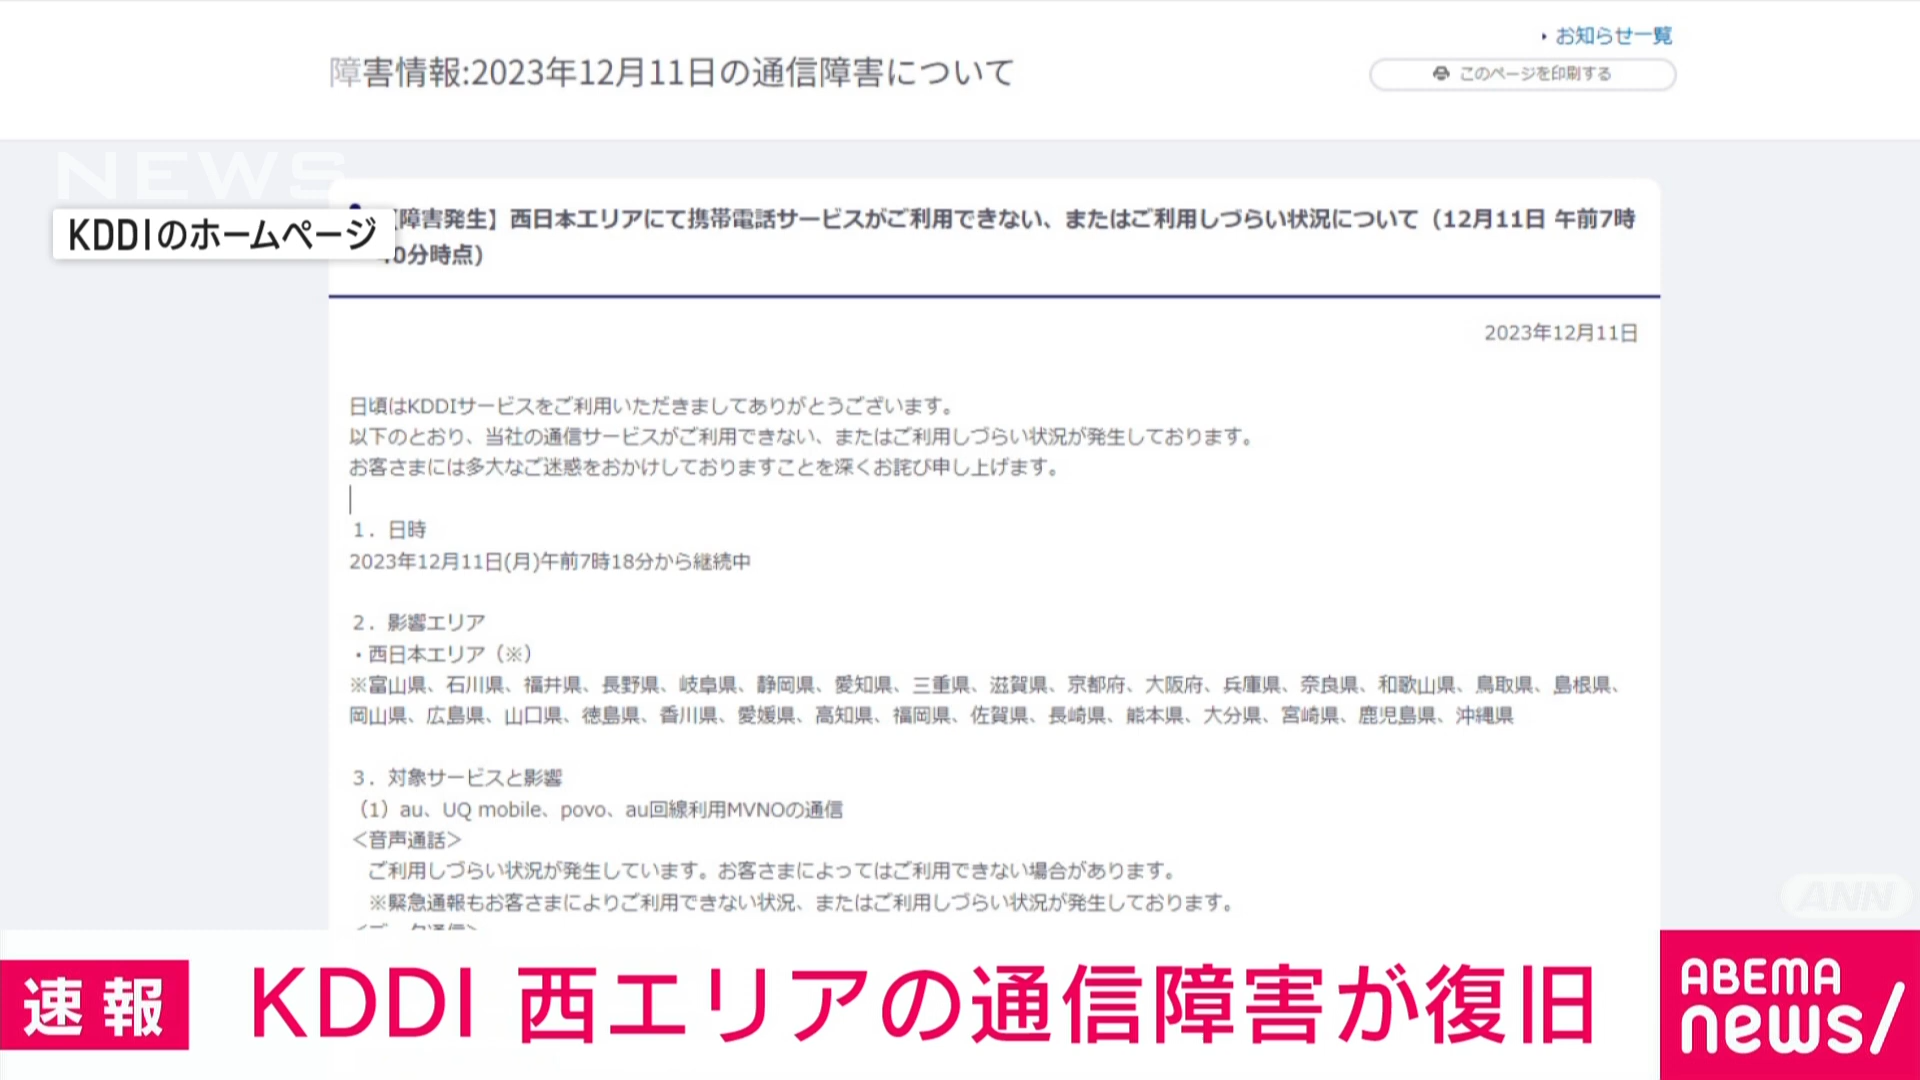 お知らせ一覧
障害情報:2023年12月11日の通信障害について
このページを印刷する
NEWS
KDDIのホームページ
【障害発生】西日本エリアにて携帯電話サービスがご利用できない、またはご利用しづらい状況について（12月11日 午前7時
0分時点）
2023年12月11日
日頃はKDDIサービスをご利用いただきましてありがとうございます。
以下のとおり、当社の通信サービスがご利用できない、またはご利用しづらい状況が発生しております。
お客さまには多大なご迷惑をおかけしておりますことを深くお詫び申し上げます。
１．日時
2023年12月11日(月)午前7時18分から継続中
２．影響エリア
・西日本エリア（※）
※富山県、石川県、福井県、長野県、岐阜県、静岡県、愛知県、三重県、滋賀県、京都府、大阪府、兵庫県、奈良県、和歌山県、鳥取県、島根県、
岡山県、広島県、山口県、徳島県、香川県、愛媛県、高知県、福岡県、佐賀県、長崎県、熊本県、大分県、宮崎県、鹿児島県、沖縄県
３．対象サービスと影響
（1）au、UQ mobile、povo、au回線利用MVNOの通信
＜音声通話＞
ご利用しづらい状況が発生しています。お客さまによってはご利用できない場合があります。
※緊急通報もお客さまによりご利用できない状況、またはご利用しづらい状況が発生しております。
ANN
速報
KDDI 西エリアの通信障害が復旧
ABEMA
news/